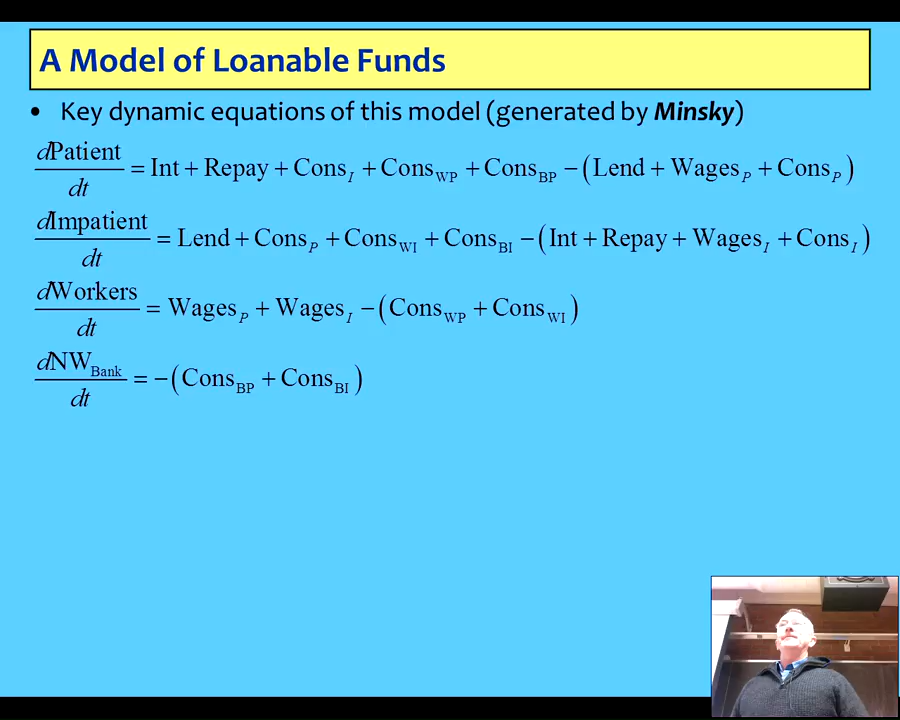 A Model of Loanable Funds
• Key dynamic equations of this model (generated by Minsky)
dPatient/dt = Int + Repay + Cons_I + Cons_WP + Cons_BP − (Lend + Wages_P + Cons_P)
dImpatient/dt = Lend + Cons_P + Cons_WI + Cons_BI − (Int + Repay + Wages_I + Cons_I)
dWorkers/dt = Wages_P + Wages_I − (Cons_WP + Cons_WI)
dNW_Bank/dt = −(Cons_BP + Cons_BI)